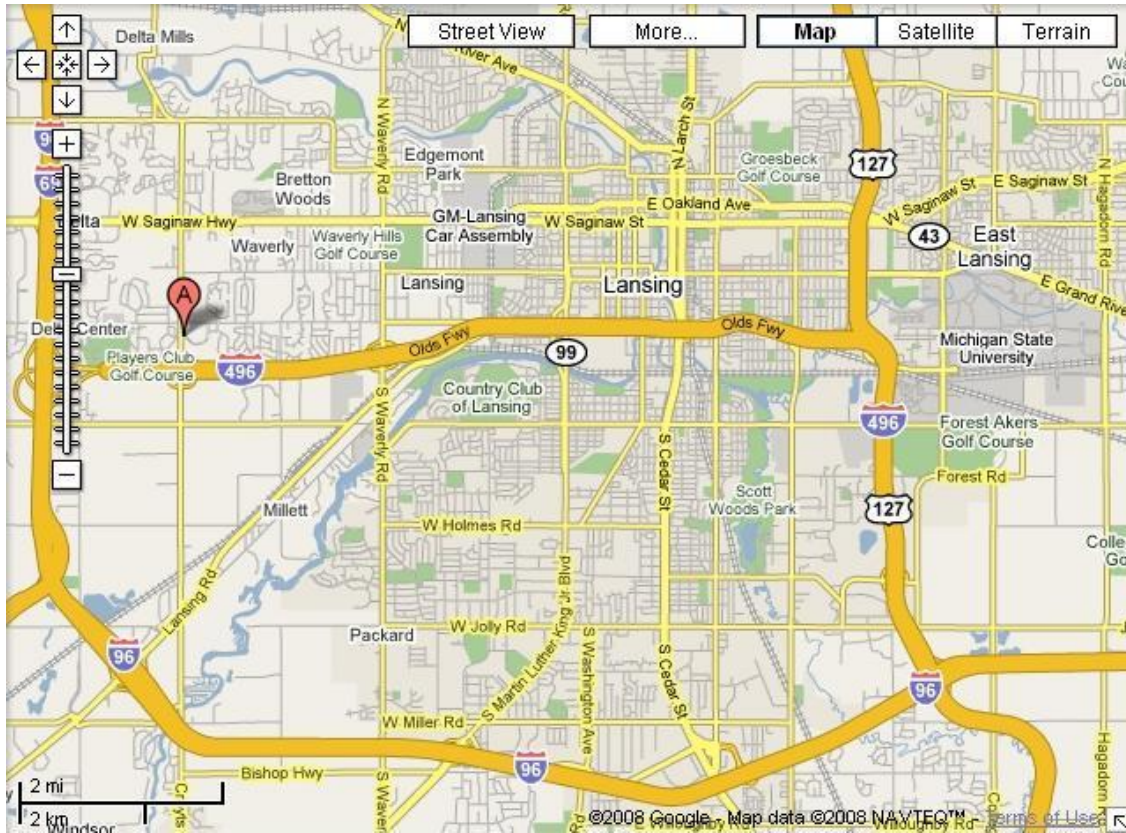 Street View
More...
Map
Satellite
Terrain
Delta Mills
River Ave
N Waverly Rd
N Larch St
Edgemont
Park
Groesbeck
Golf Course
127
N Hagadorn Rd
69
Bretton
Woods
E Saginaw St
W Saginaw St
E Oakland Ave
Delta
W Saginaw Hwy
GM-Lansing
Car Assembly
W Saginaw St
43
East
Lansing
Waverly
Waverly Hills
Golf Course
Lansing
Lansing
E Grand River
A
Olds Fwy
Olds Fwy
Michigan State
University
99
Players Club
Golf Course
496
Country Club
of Lansing
S Waverly Rd
496
Forest Akers
Golf Course
S Cedar St
Forest Rd
Scott
Woods Park
127
Millett
W Holmes Rd
Lansing Rd
S Martin Luther King Jr Blvd
Packard
W Jolly Rd
S Washington Ave
S Cedar St
96
96
W Miller Rd
96
Bishop Hwy
Hagadorn
2 mi
2 km
Windsor
©2008 Google - Map data ©2008 NAVTEQ™ - Terms of Use